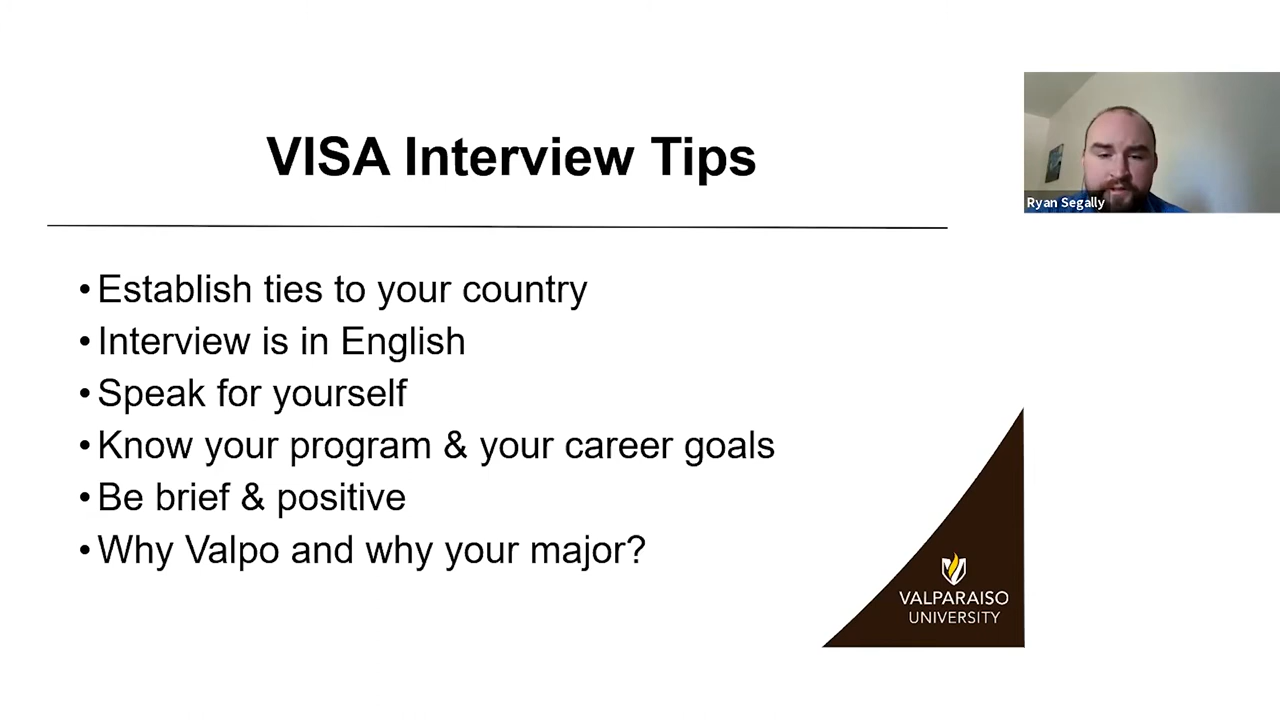 VISA Interview Tips
• Establish ties to your country
• Interview is in English
• Speak for yourself
• Know your program & your career goals
• Be brief & positive
• Why Valpo and why your major?
VALPARAISO
UNIVERSITY
Ryan Segally